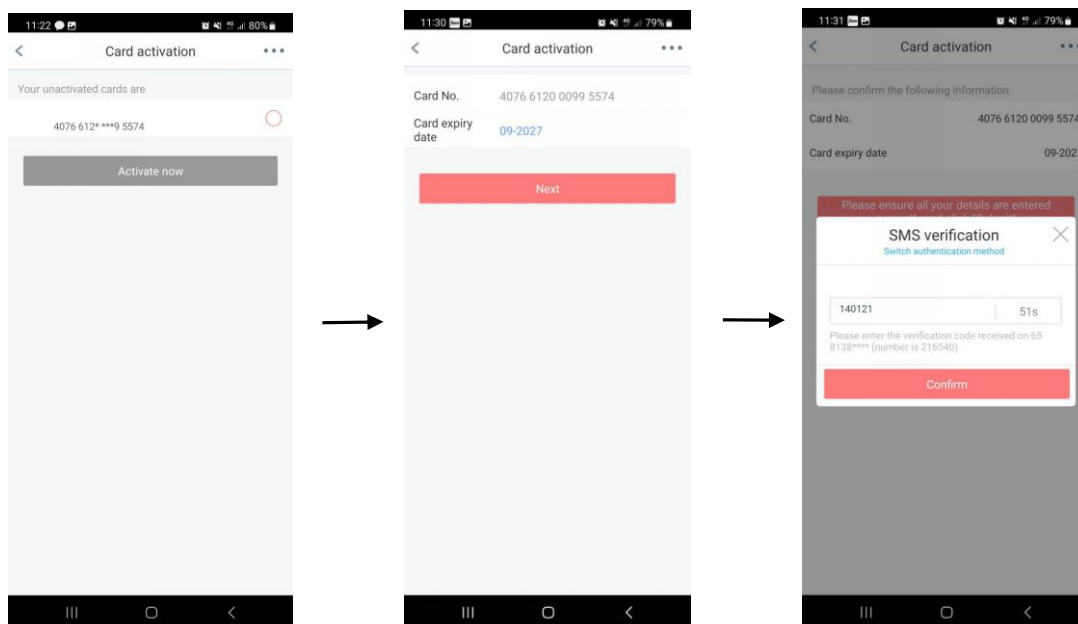 11:22
80%
Card activation
Your unactivated cards are
4076 612* ***9 5574
Activate now
11:30
79%
Card activation
Card No. 4076 6120 0099 5574
Card expiry
date
09-2027
Next
11:31
79%
Card activation
Please confirm the following information
Card No. 4076 6120 0099 5574
Card expiry date 09-202
Please ensure all your details are entered
SMS verification
Switch authentication method
140121 51s
Please enter the verification code received on 65
8138**** (number is 216540)
Confirm